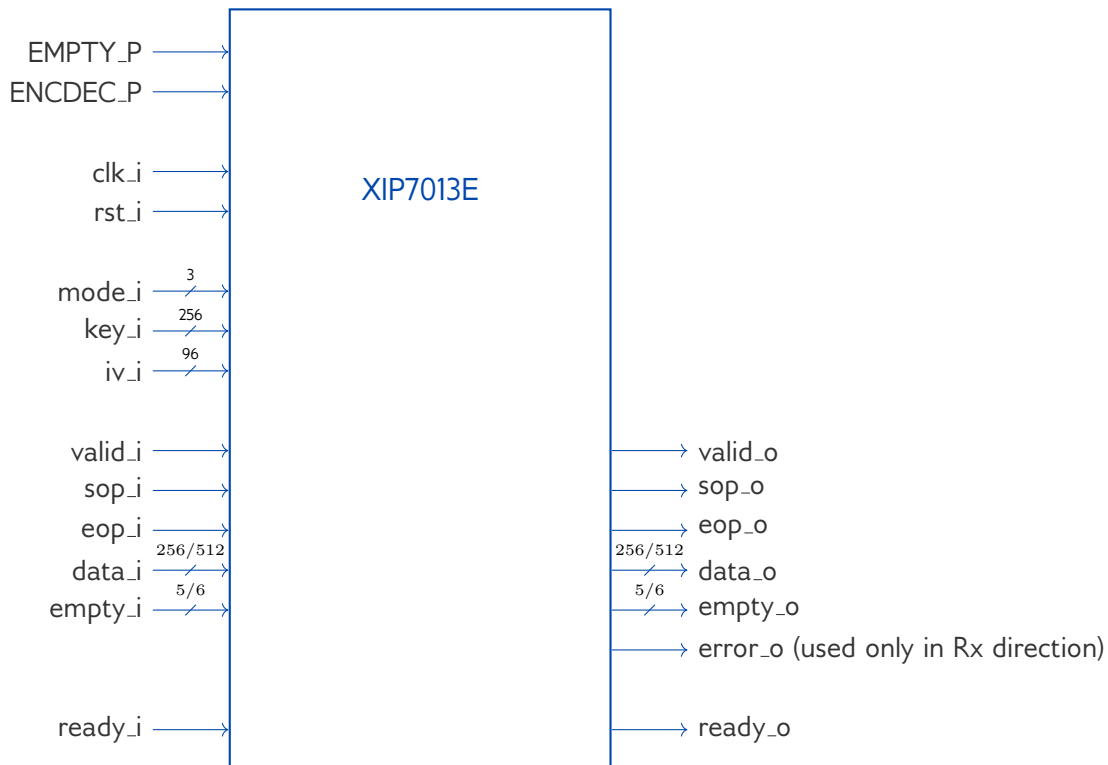 EMPTY_P
ENCDEC_P
clk_i
XIP7013E
rst_i
mode_i 3
key_i 256
iv_i 96
valid_i valid_o
sop_i sop_o
eop_i eop_o
data_i 256/512 256/512 data_o
empty_i 5/6 5/6 empty_o
error_o (used only in Rx direction)
ready_i ready_o